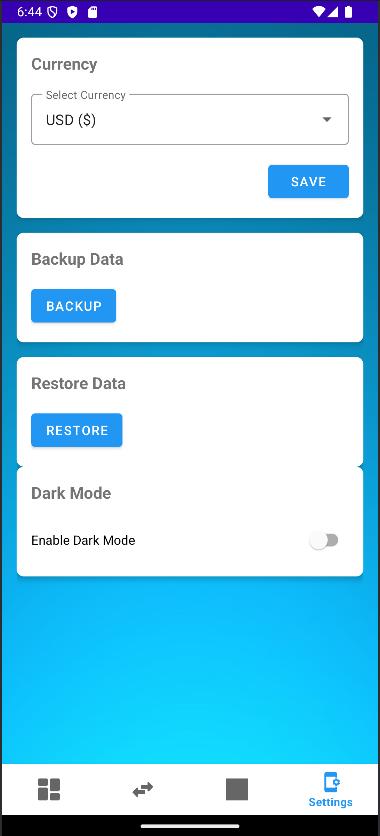 6:44
Currency
Select Currency
USD ($)
SAVE
Backup Data
BACKUP
Restore Data
RESTORE
Dark Mode
Enable Dark Mode
Settings